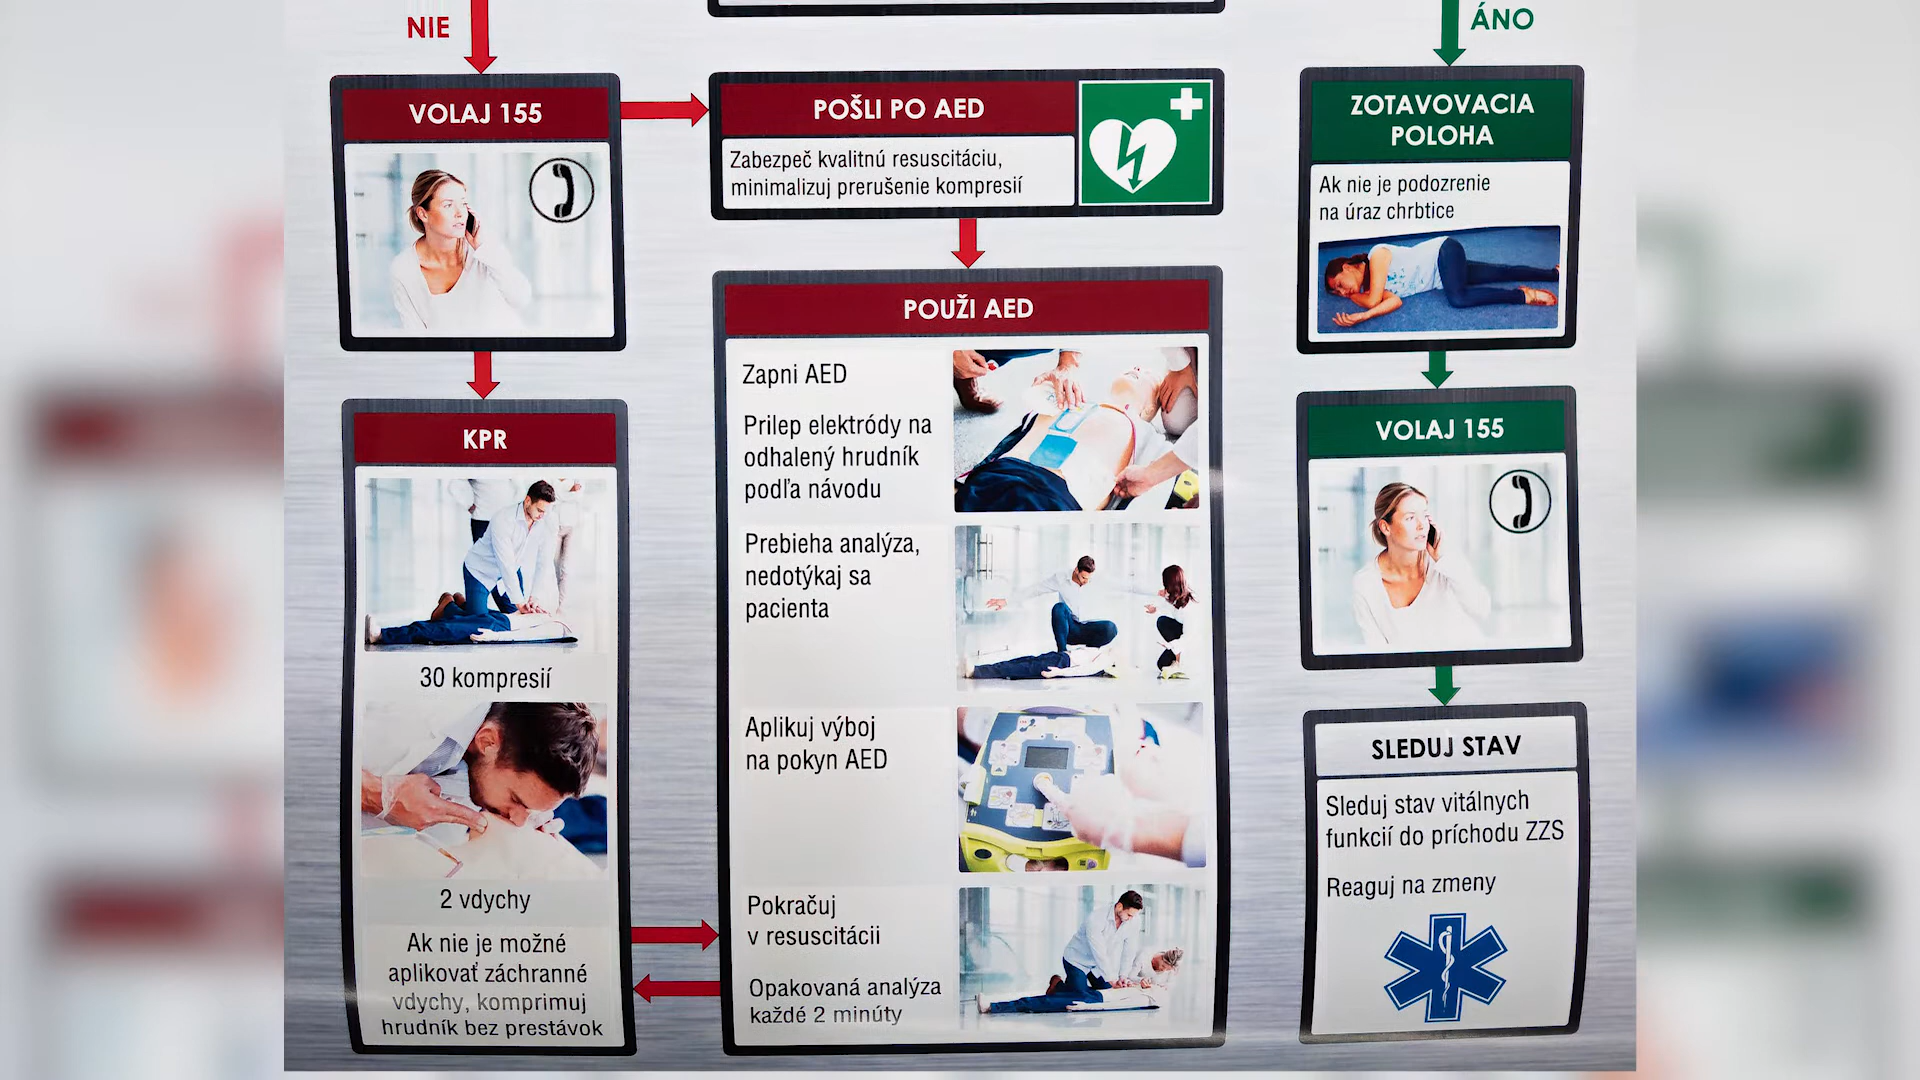 NIE
ÁNO
VOLAJ 155
POŠLI PO AED
Zabezpeč kvalitnú resuscitáciu,
minimalizuj prerušenie kompresií
ZOTAVOVACIA
POLOHA
Ak nie je podozrenie
na úraz chrbtice
KPR
30 kompresií
2 vdychy
Ak nie je možné
aplikovať záchranné
vdychy, komprimuj
hrudník bez prestávok
POUŽI AED
Zapni AED
Prilep elektródy na
odhalený hrudník
podľa návodu
Prebieha analýza,
nedotýkaj sa
pacienta
Aplikuj výboj
na pokyn AED
Pokračuj
v resuscitácii
Opakovaná analýza
každé 2 minúty
VOLAJ 155
SLEDUJ STAV
Sleduj stav vitálnych
funkcií do príchodu ZZS
Reaguj na zmeny